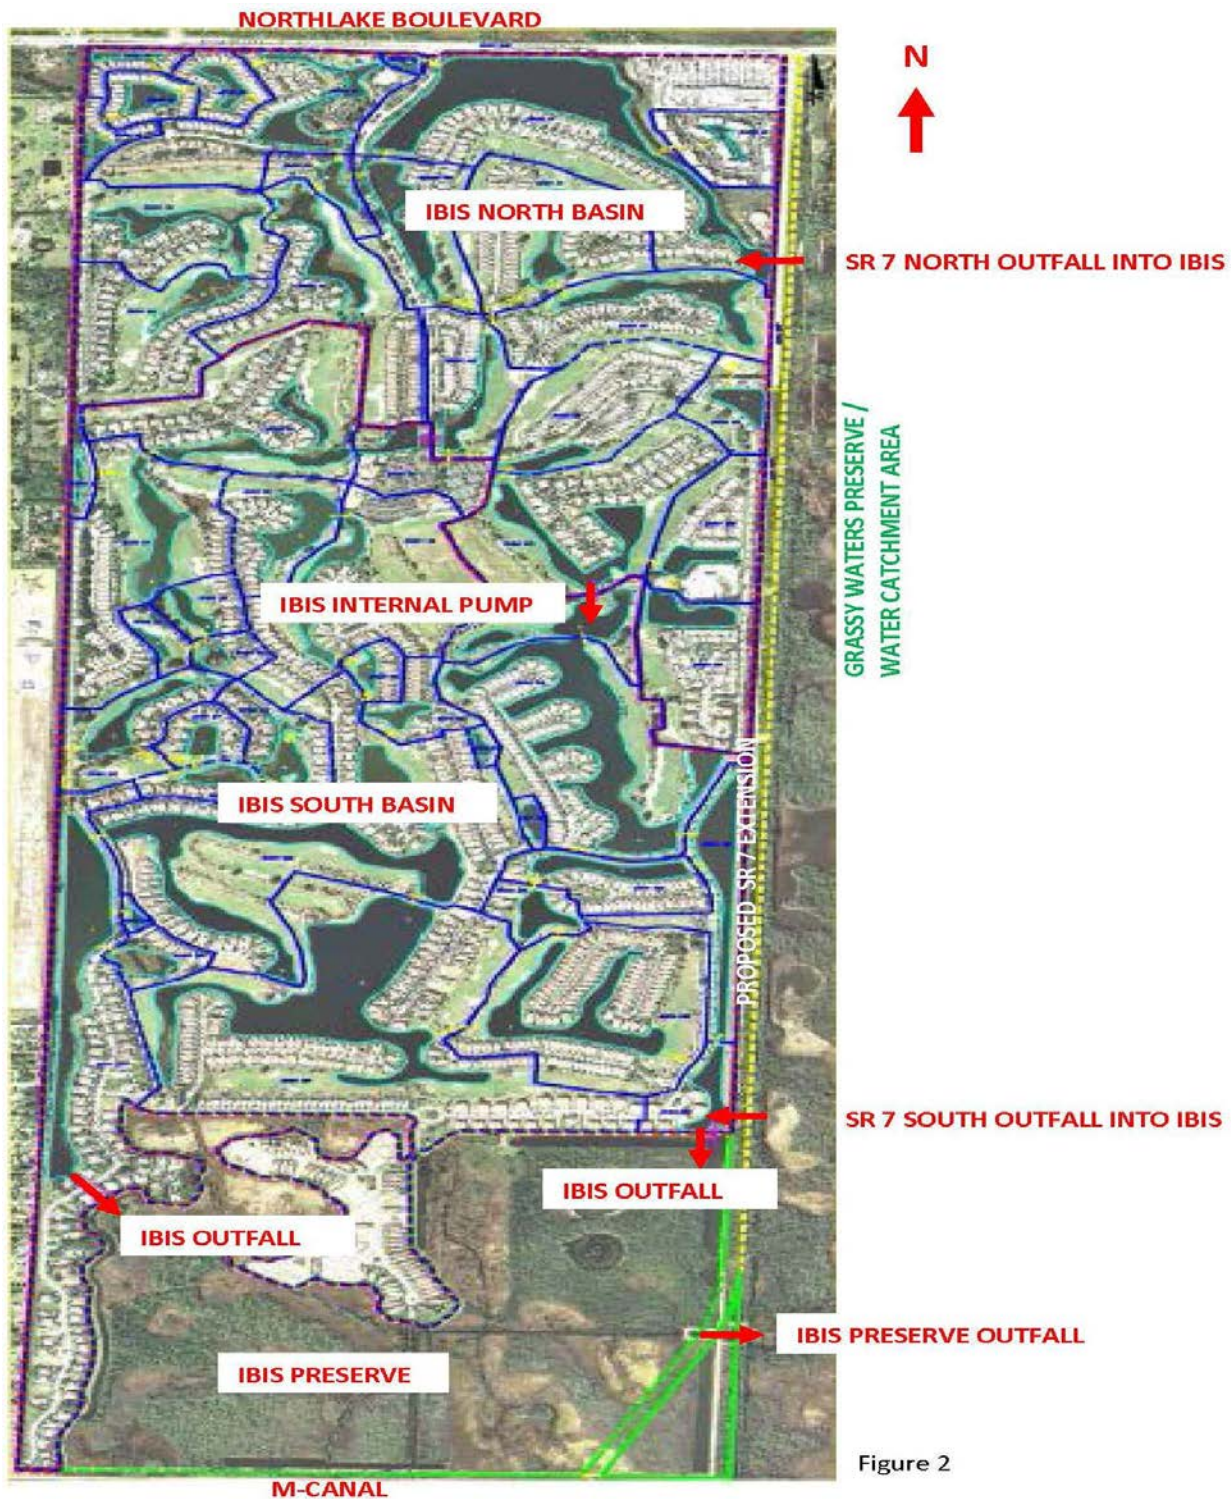 NORTHLAKE BOULEVARD
N
IBIS NORTH BASIN
SR 7 NORTH OUTFALL INTO IBIS
GRASSY WATERS PRESERVE /
WATER CATCHMENT AREA
IBIS INTERNAL PUMP
PROPOSED SR 7 EXTENSION
IBIS SOUTH BASIN
SR 7 SOUTH OUTFALL INTO IBIS
IBIS OUTFALL
IBIS OUTFALL
IBIS PRESERVE OUTFALL
IBIS PRESERVE
Figure 2
M-CANAL